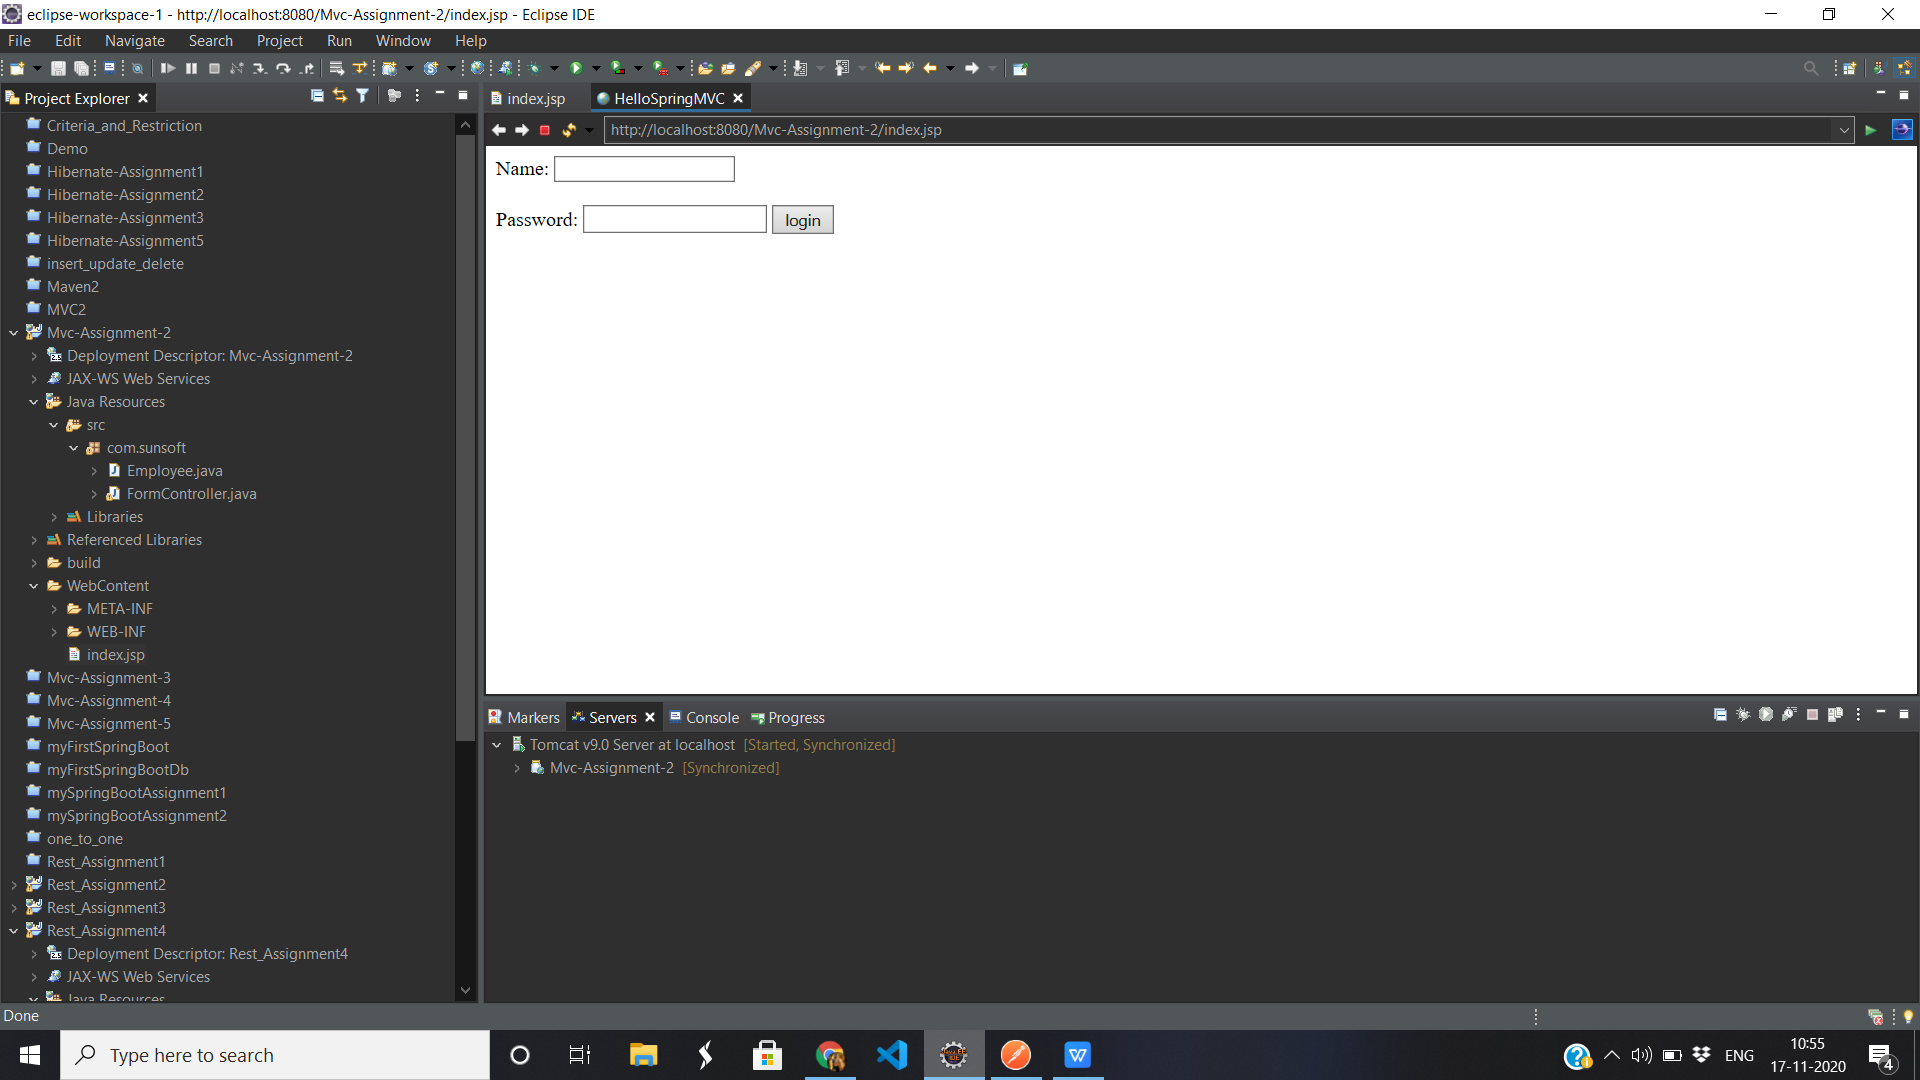 eclipse-workspace-1 - http://localhost:8080/Mvc-Assignment-2/index.jsp - Eclipse IDE
File Edit Navigate Search Project Run Window Help
Project Explorer
Criteria_and_Restriction
Demo
Hibernate-Assignment1
Hibernate-Assignment2
Hibernate-Assignment3
Hibernate-Assignment5
insert_update_delete
Maven2
MVC2
Mvc-Assignment-2
Deployment Descriptor: Mvc-Assignment-2
JAX-WS Web Services
Java Resources
src
com.sunsoft
Employee.java
FormController.java
Libraries
Referenced Libraries
build
WebContent
META-INF
WEB-INF
index.jsp
Mvc-Assignment-3
Mvc-Assignment-4
Mvc-Assignment-5
myFirstSpringBoot
myFirstSpringBootDb
mySpringBootAssignment1
mySpringBootAssignment2
one_to_one
Rest_Assignment1
Rest_Assignment2
Rest_Assignment3
Rest_Assignment4
Deployment Descriptor: Rest_Assignment4
JAX-WS Web Services
Java Resources
index.jsp HelloSpringMVC
http://localhost:8080/Mvc-Assignment-2/index.jsp
Name:
Password: login
Markers Servers Console Progress
Tomcat v9.0 Server at localhost [Started, Synchronized]
Mvc-Assignment-2 [Synchronized]
Done
Type here to search
ENG
10:55
17-11-2020
4